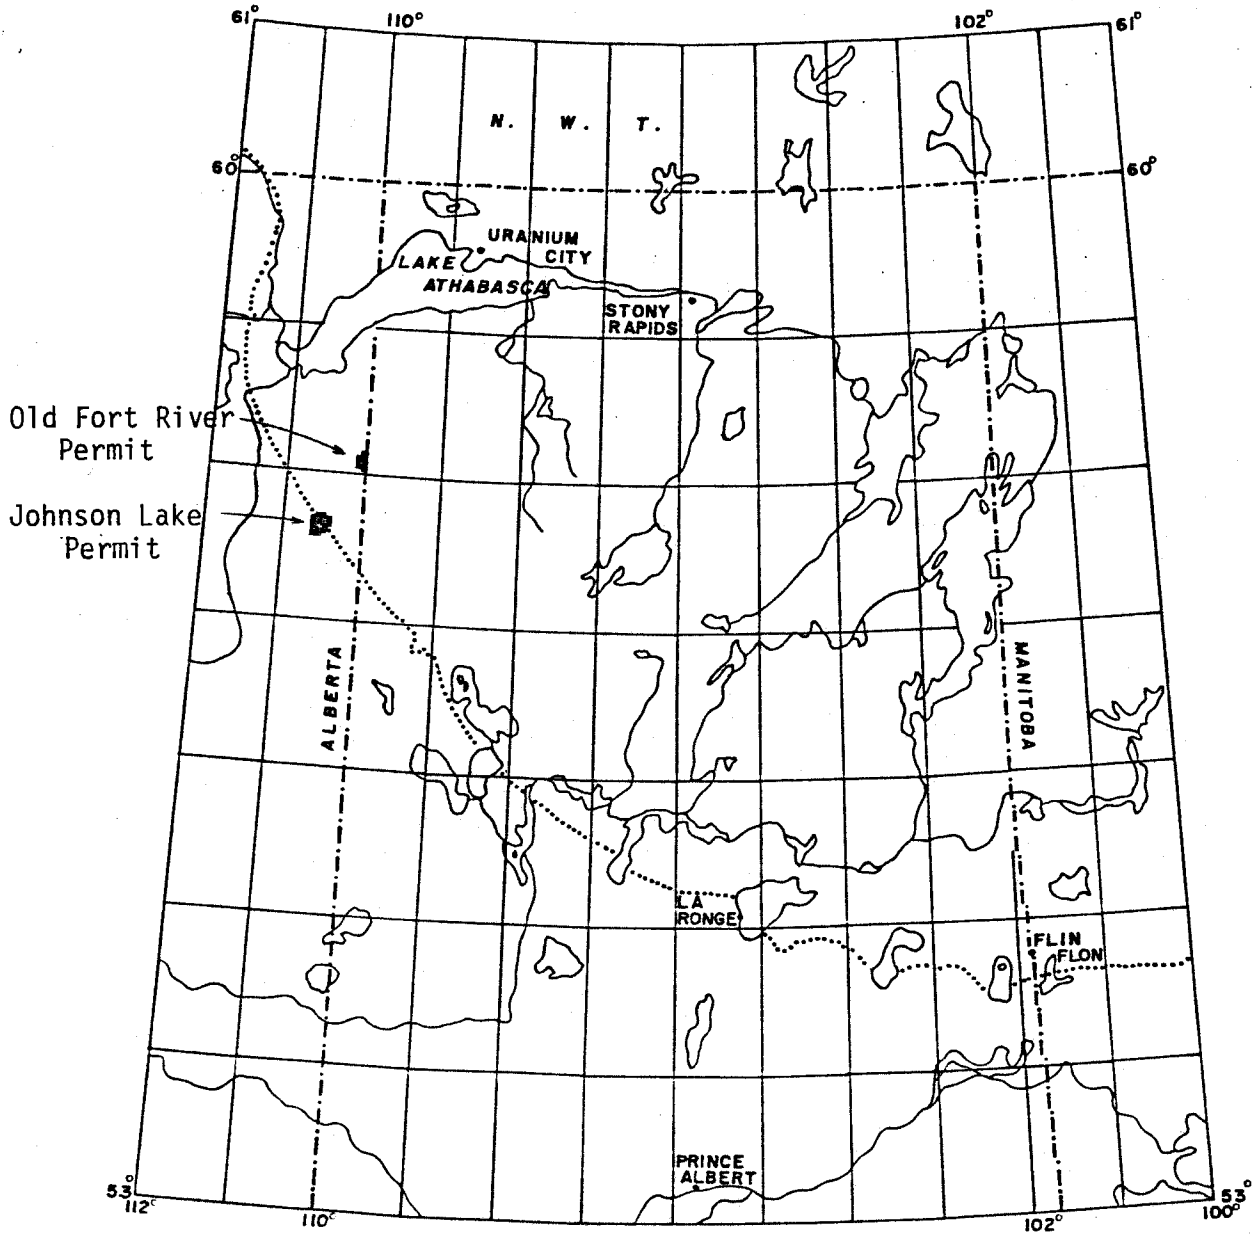 61°
110°
102°
61°
N. W. T.
60°
60°
URANIUM
CITY
LAKE
ATHABASCA
STONY
RAPIDS
Old Fort River
Permit
Johnson Lake
Permit
ALBERTA
MANITOBA
LA
RONGE
FLIN
FLON
PRINCE
ALBERT
53°
112°
110°
102°
53°
100°